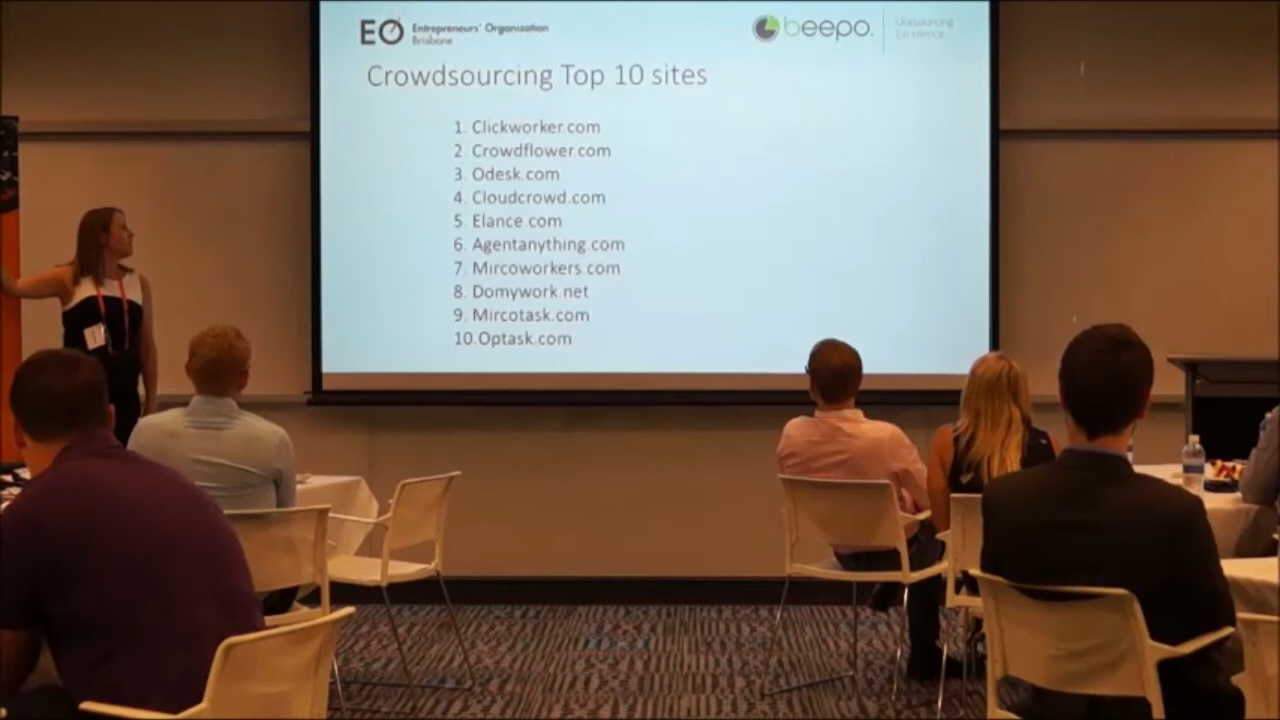 EO Entrepreneurs' Organization
Brisbane
beepo.
Outsourcing
Excellence
Crowdsourcing Top 10 sites
1. Clickworker.com
2. Crowdflower.com
3. Odesk.com
4. Cloudcrowd.com
5. Elance.com
6. Agentanything.com
7. Mircoworkers.com
8. Domywork.net
9. Mircotask.com
10. Optask.com